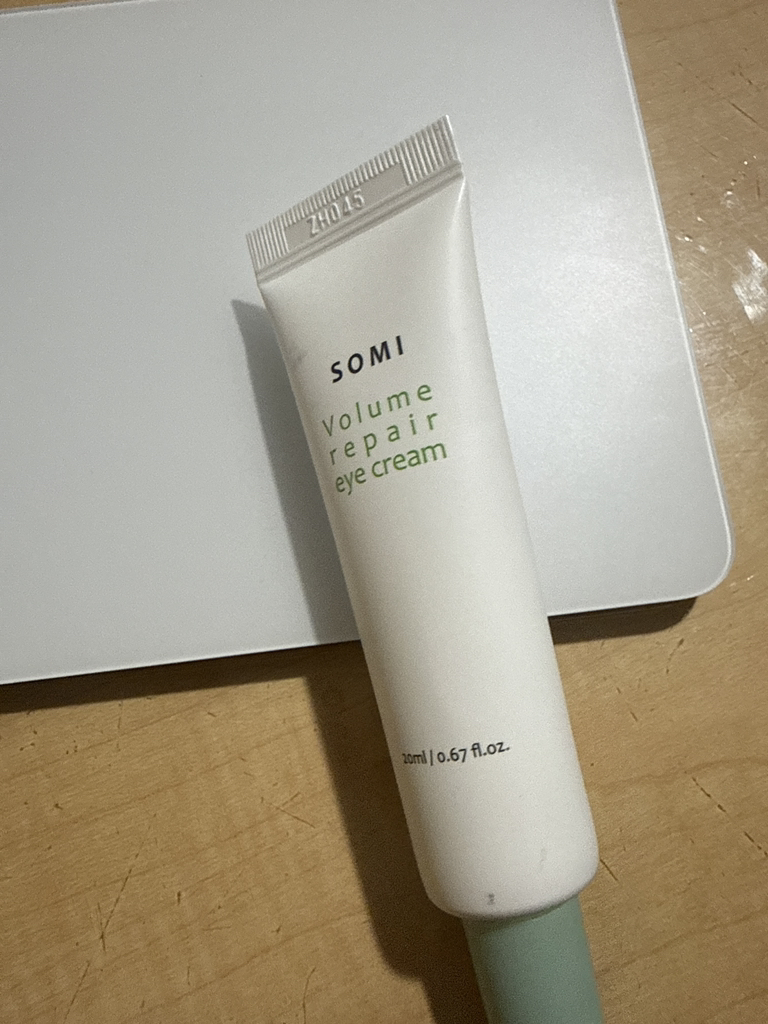 ZH045
SOMI
Volume
repair
eye cream
20ml / 0.67 fl.oz.